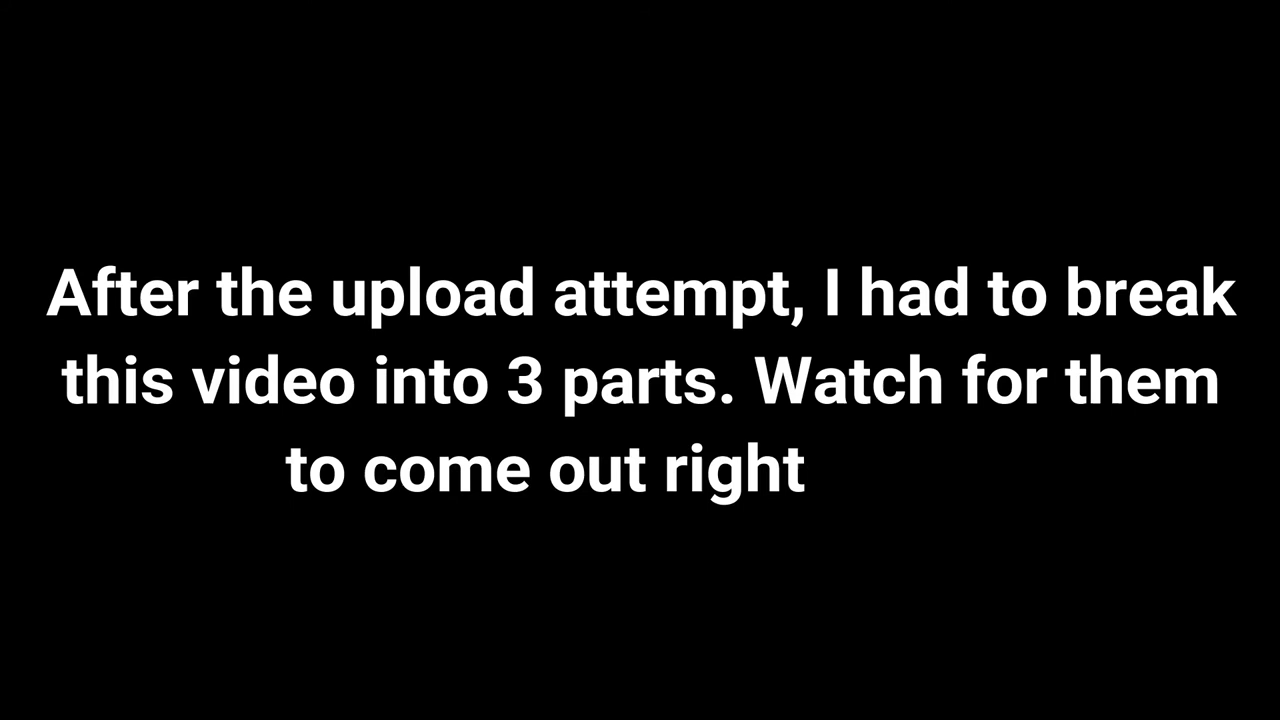 After the upload attempt, I had to break
this video into 3 parts. Watch for them
to come out right